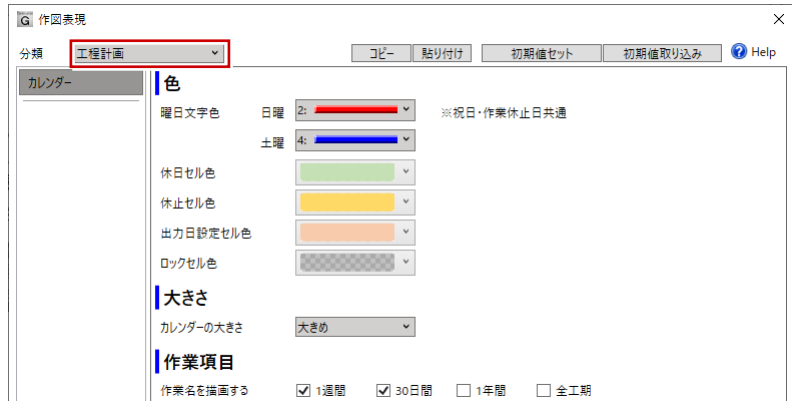 G 作図表現
分類 工程計画 コピー 貼り付け 初期値セット 初期値取り込み ? Help
カレンダー
色
曜日文字色 日曜 2: ※祝日・作業休止日共通
土曜 4:
休日セル色
休止セル色
出力日設定セル色
ロックセル色
大きさ
カレンダーの大きさ 大きめ
作業項目
作業名を描画する 1週間 30日間 1年間 全工期